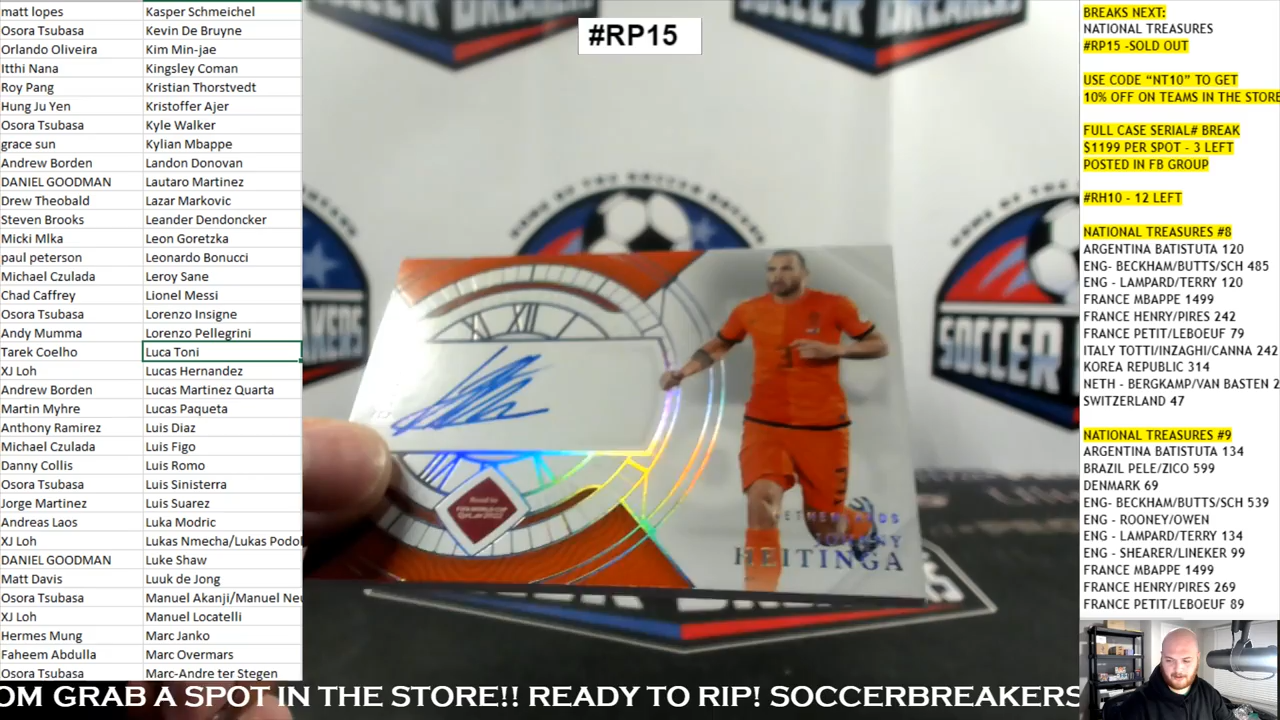 matt lopes Kasper Schmeichel
Osora Tsubasa Kevin De Bruyne
Orlando Oliveira Kim Min-jae
Itthi Nana Kingsley Coman
Roy Pang Kristian Thorstvedt
Hung Ju Yen Kristoffer Ajer
Osora Tsubasa Kyle Walker
grace sun Kylian Mbappe
Andrew Borden Landon Donovan
DANIEL GOODMAN Lautaro Martinez
Drew Theobald Lazar Markovic
Steven Brooks Leander Dendoncker
Micki Mlka Leon Goretzka
paul peterson Leonardo Bonucci
Michael Czulada Leroy Sane
Chad Caffrey Lionel Messi
Osora Tsubasa Lorenzo Insigne
Andy Mumma Lorenzo Pellegrini
Tarek Coelho Luca Toni
XJ Loh Lucas Hernandez
Andrew Borden Lucas Martinez Quarta
Martin Myhre Lucas Paqueta
Anthony Ramirez Luis Diaz
Michael Czulada Luis Figo
Danny Collis Luis Romo
Osora Tsubasa Luis Sinisterra
Jorge Martinez Luis Suarez
Andreas Laos Luka Modric
XJ Loh Lukas Nmecha/Lukas Podo
DANIEL GOODMAN Luke Shaw
Matt Davis Luuk de Jong
Osora Tsubasa Manuel Akanji/Manuel Neu
XJ Loh Manuel Locatelli
Hermes Mung Marc Janko
Faheem Abdulla Marc Overmars
Osora Tsubasa Marc-Andre ter Stegen
#RP15
SOCCER
BREAKERS
SOCCER
Road to
FIFA WORLD CUP
HEITINGA
BREAKS NEXT:
NATIONAL TREASURES
#RP15 -SOLD OUT
USE CODE “NT10” TO GET
10% OFF ON TEAMS IN THE STORE
FULL CASE SERIAL# BREAK
$1199 PER SPOT - 3 LEFT
POSTED IN FB GROUP
#RH10 - 12 LEFT
NATIONAL TREASURES #8
ARGENTINA BATISTUTA 120
ENG- BECKHAM/BUTTS/SCH 485
ENG - LAMPARD/TERRY 120
FRANCE MBAPPE 1499
FRANCE HENRY/PIRES 242
FRANCE PETIT/LEBOEUF 79
ITALY TOTTI/INZAGHI/CANNA 242
KOREA REPUBLIC 314
NETH - BERGKAMP/VAN BASTEN 2
SWITZERLAND 47
NATIONAL TREASURES #9
ARGENTINA BATISTUTA 134
BRAZIL PELE/ZICO 599
DENMARK 69
ENG- BECKHAM/BUTTS/SCH 539
ENG - ROONEY/OWEN
ENG - LAMPARD/TERRY 134
ENG - SHEARER/LINEKER 99
FRANCE MBAPPE 1499
FRANCE HENRY/PIRES 269
FRANCE PETIT/LEBOEUF 89
OM GRAB A SPOT IN THE STORE!! READY TO RIP! SOCCERBREAKERS